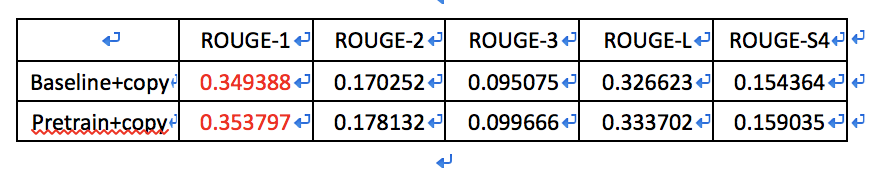 ROUGE-1 ROUGE-2 ROUGE-3 ROUGE-L ROUGE-S4
Baseline+copy 0.349388 0.170252 0.095075 0.326623 0.154364
Pretrain+copy 0.353797 0.178132 0.099666 0.333702 0.159035